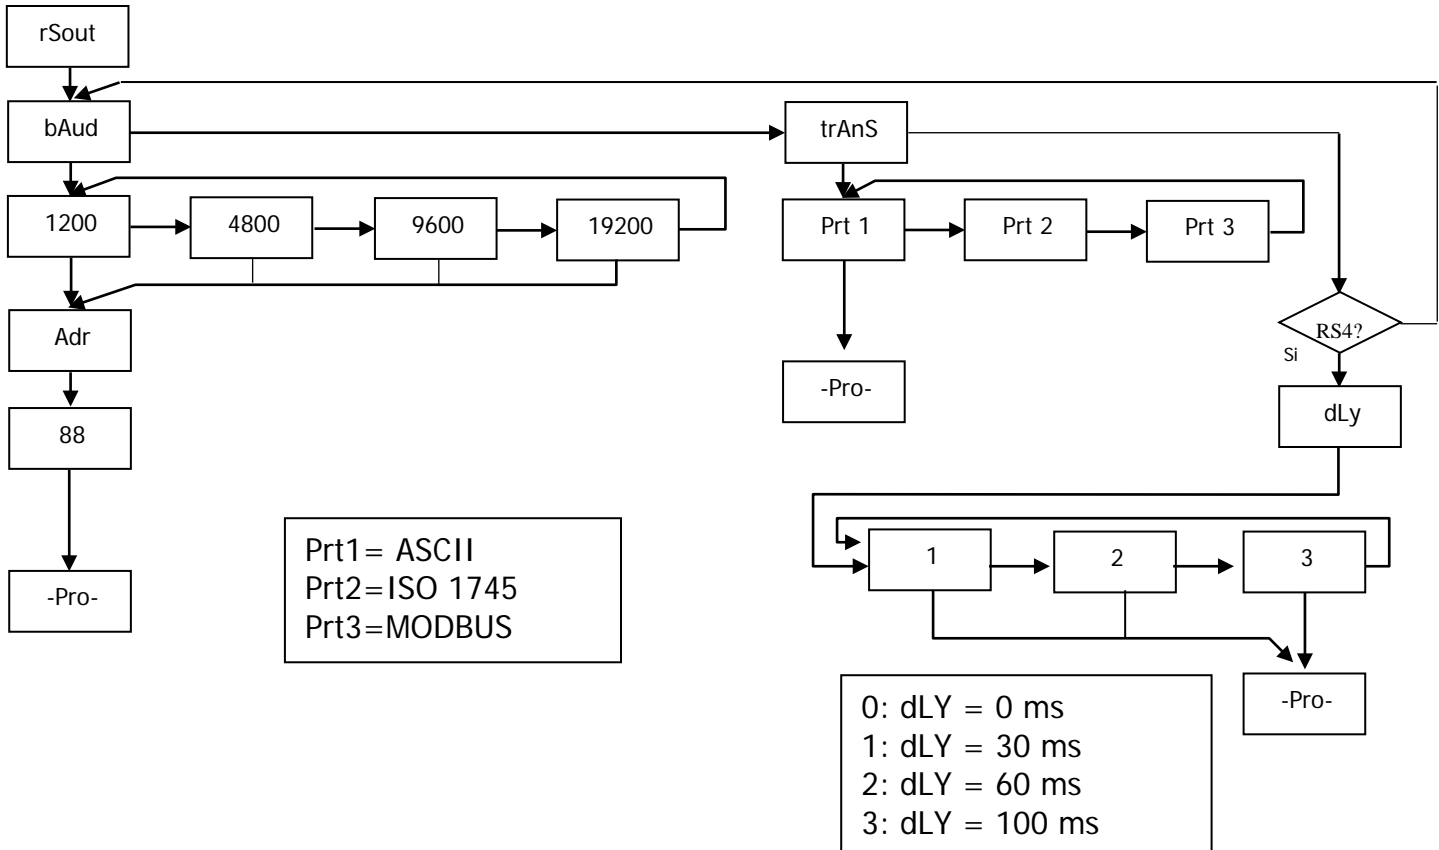 rSout
bAud
trAnS
1200
4800
9600
19200
Prt 1
Prt 2
Prt 3
Adr
RS4?
Si
88
-Pro-
dLy
-Pro-
Prt1= ASCII
Prt2=ISO 1745
Prt3=MODBUS
1
2
3
-Pro-
0: dLY = 0 ms
1: dLY = 30 ms
2: dLY = 60 ms
3: dLY = 100 ms